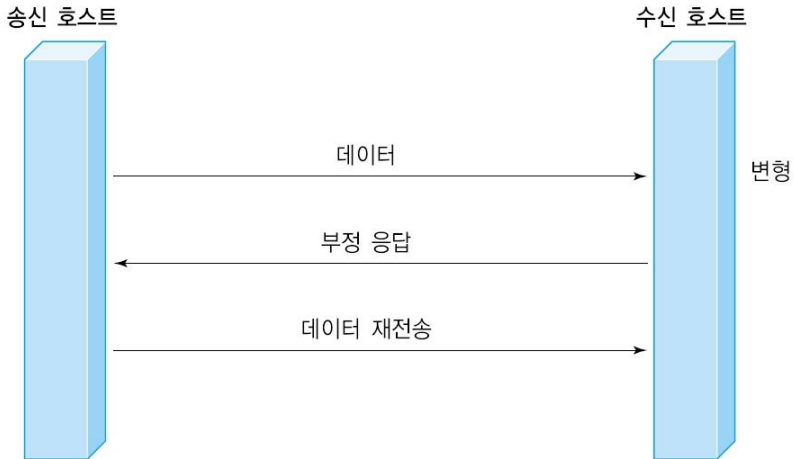 송신 호스트
수신 호스트
데이터
변형
부정 응답
데이터 재전송